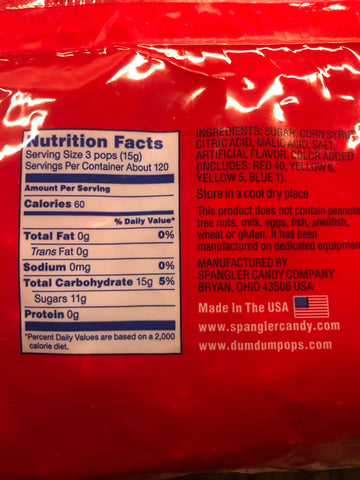 Nutrition Facts
Serving Size 3 pops (15g)
Servings Per Container About 120
Amount Per Serving
Calories 60
% Daily Value*
Total Fat 0g 0%
Trans Fat 0g
Sodium 0mg 0%
Total Carbohydrate 15g 5%
Sugars 11g
Protein 0g
*Percent Daily Values are based on a 2,000
calorie diet.
INGREDIENTS: SUGAR, CORN SYRUP,
CITRIC ACID, MALIC ACID, SALT,
ARTIFICIAL FLAVOR, COLOR ADDED
(INCLUDES: RED 40, YELLOW 6,
YELLOW 5, BLUE 1).
Store in a cool dry place
This product does not contain peanuts,
tree nuts, milk, eggs, fish, shellfish,
wheat or gluten. It has been
manufactured on dedicated equipment
MANUFACTURED BY
SPANGLER CANDY COMPANY
BRYAN, OHIO 43506 USA
Made In The USA
www.spanglercandy.com
www.dumdumpops.com